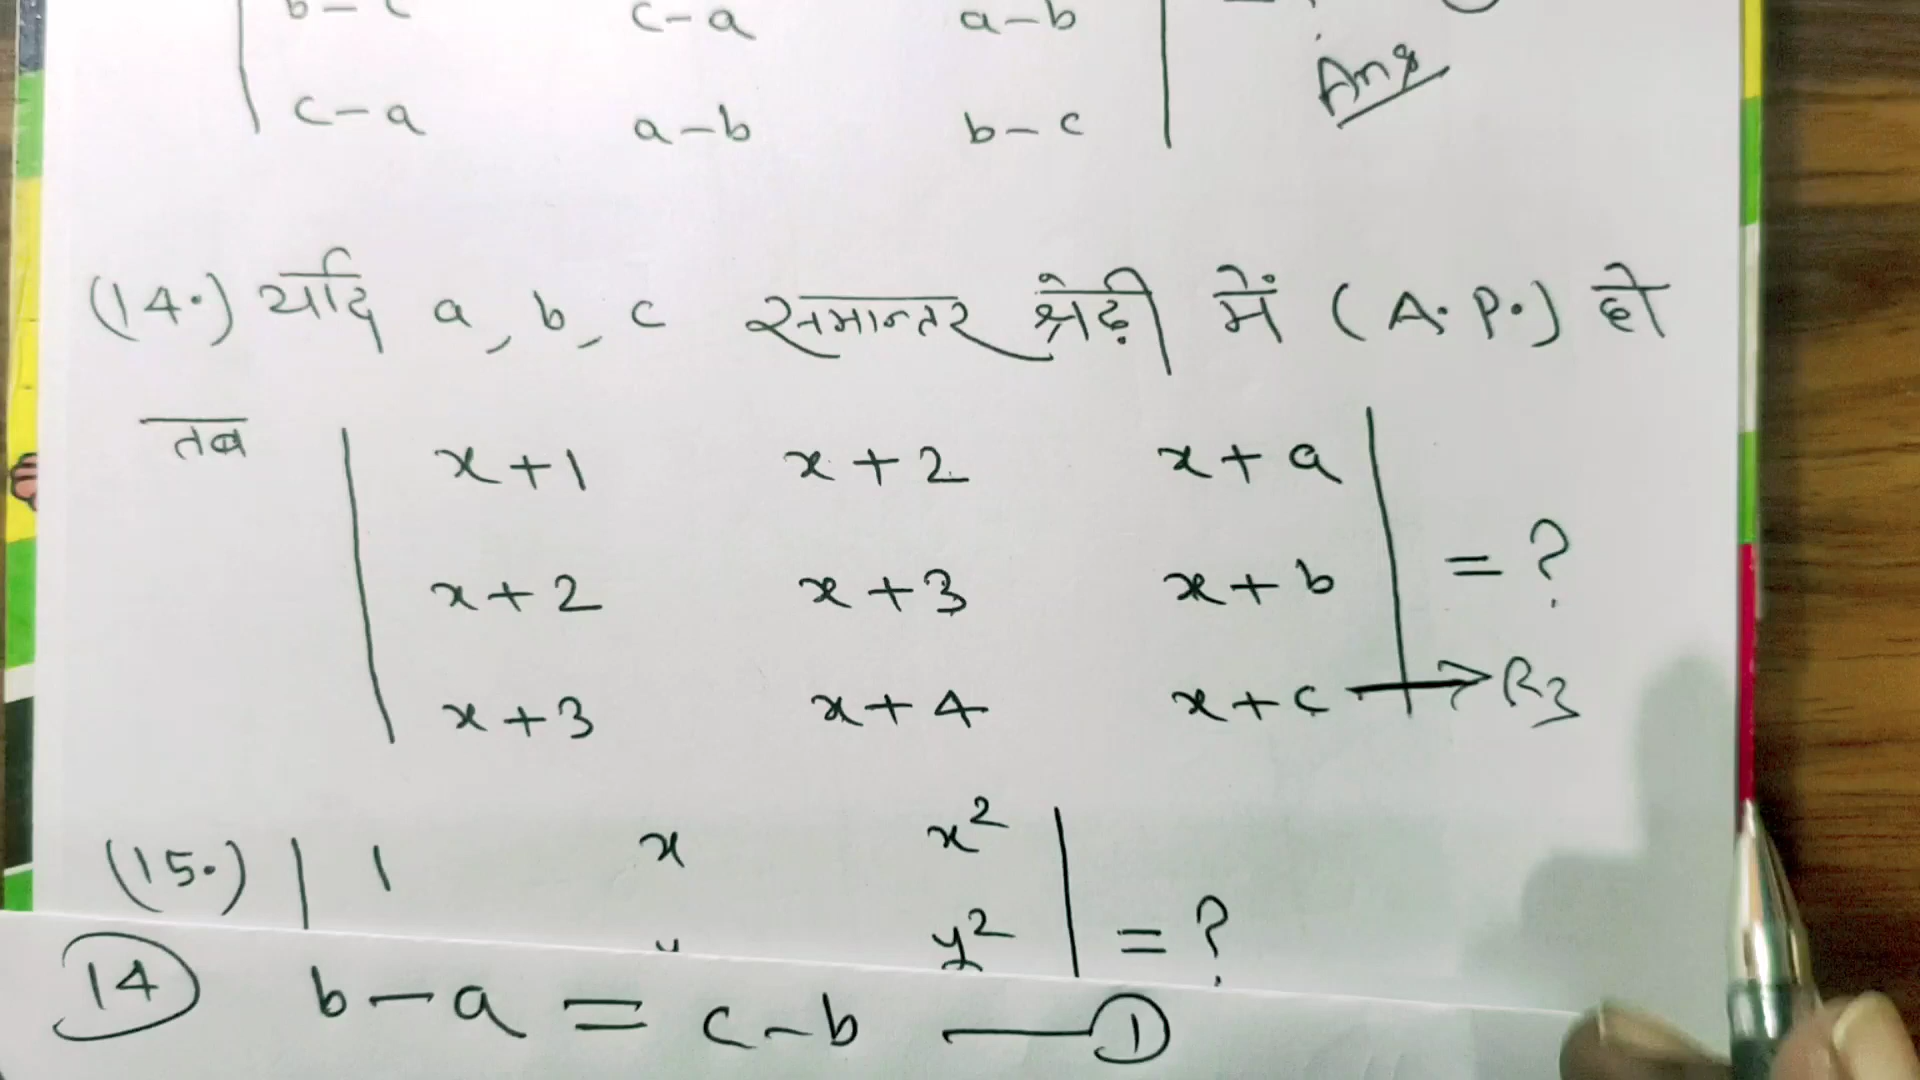 b-c c-a a-b
Ans
c-a a-b b-c
(14.) यदि a, b, c समान्तर श्रेढ़ी में (A.P.) हो
तब x+1 x+2 x+a
x+2 x+3 x+b = ?
x+3 x+4 x+c → R3
(15.) 1 x x²
y² = ?
14 b-a = c-b — 1